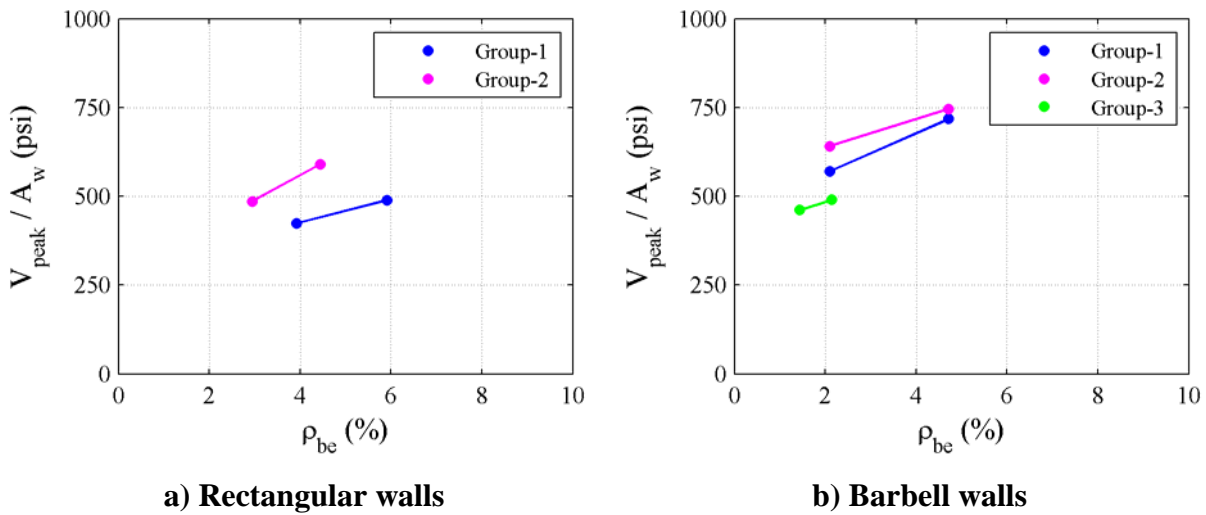 1000
750
500
250
0
V_peak / A_w (psi)
0 2 4 6 8 10
ρ_be (%)
Group-1
Group-2
a) Rectangular walls
1000
750
500
250
0
V_peak / A_w (psi)
0 2 4 6 8 10
ρ_be (%)
Group-1
Group-2
Group-3
b) Barbell walls